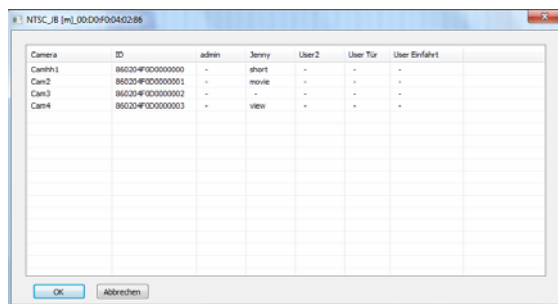 NTSC_JB [m]_00:D0:F0:04:02:86
Camera ID admin Jenny User2 User Tür User Einfahrt
Camhh1 860204F0D0000000 - short - - -
Cam2 860204F0D0000001 - movie - - -
Cam3 860204F0D0000002 - - - - -
Cam4 860204F0D0000003 - view - - -
OK Abbrechen